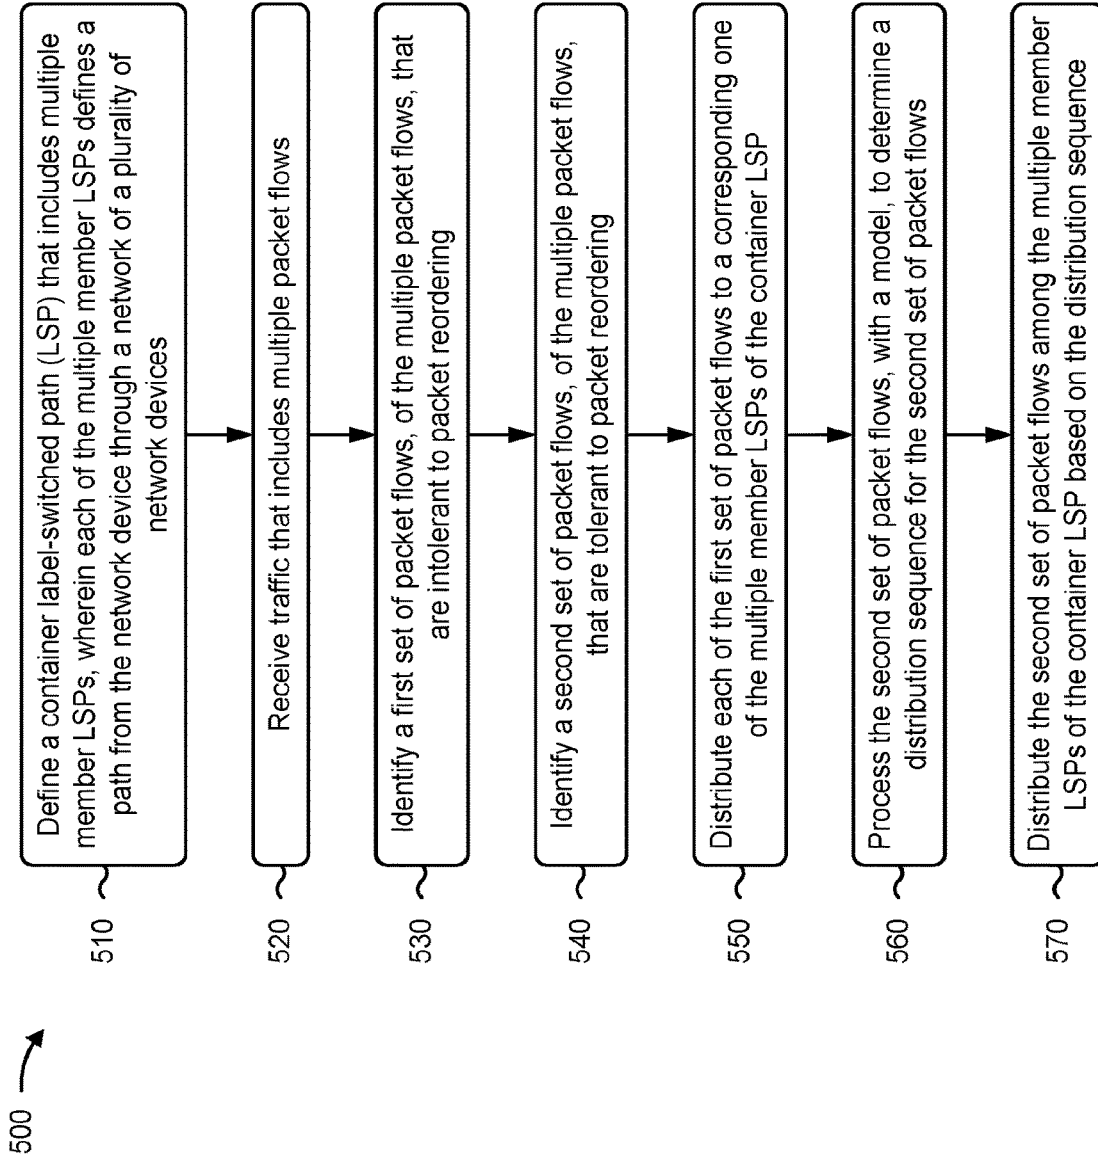 500
510
Define a container label-switched path (LSP) that includes multiple
member LSPs, wherein each of the multiple member LSPs defines a
path from the network device through a network of a plurality of
network devices
520
Receive traffic that includes multiple packet flows
530
Identify a first set of packet flows, of the multiple packet flows, that
are intolerant to packet reordering
540
Identify a second set of packet flows, of the multiple packet flows,
that are tolerant to packet reordering
550
Distribute each of the first set of packet flows to a corresponding one
of the multiple member LSPs of the container LSP
560
Process the second set of packet flows, with a model, to determine a
distribution sequence for the second set of packet flows
570
Distribute the second set of packet flows among the multiple member
LSPs of the container LSP based on the distribution sequence